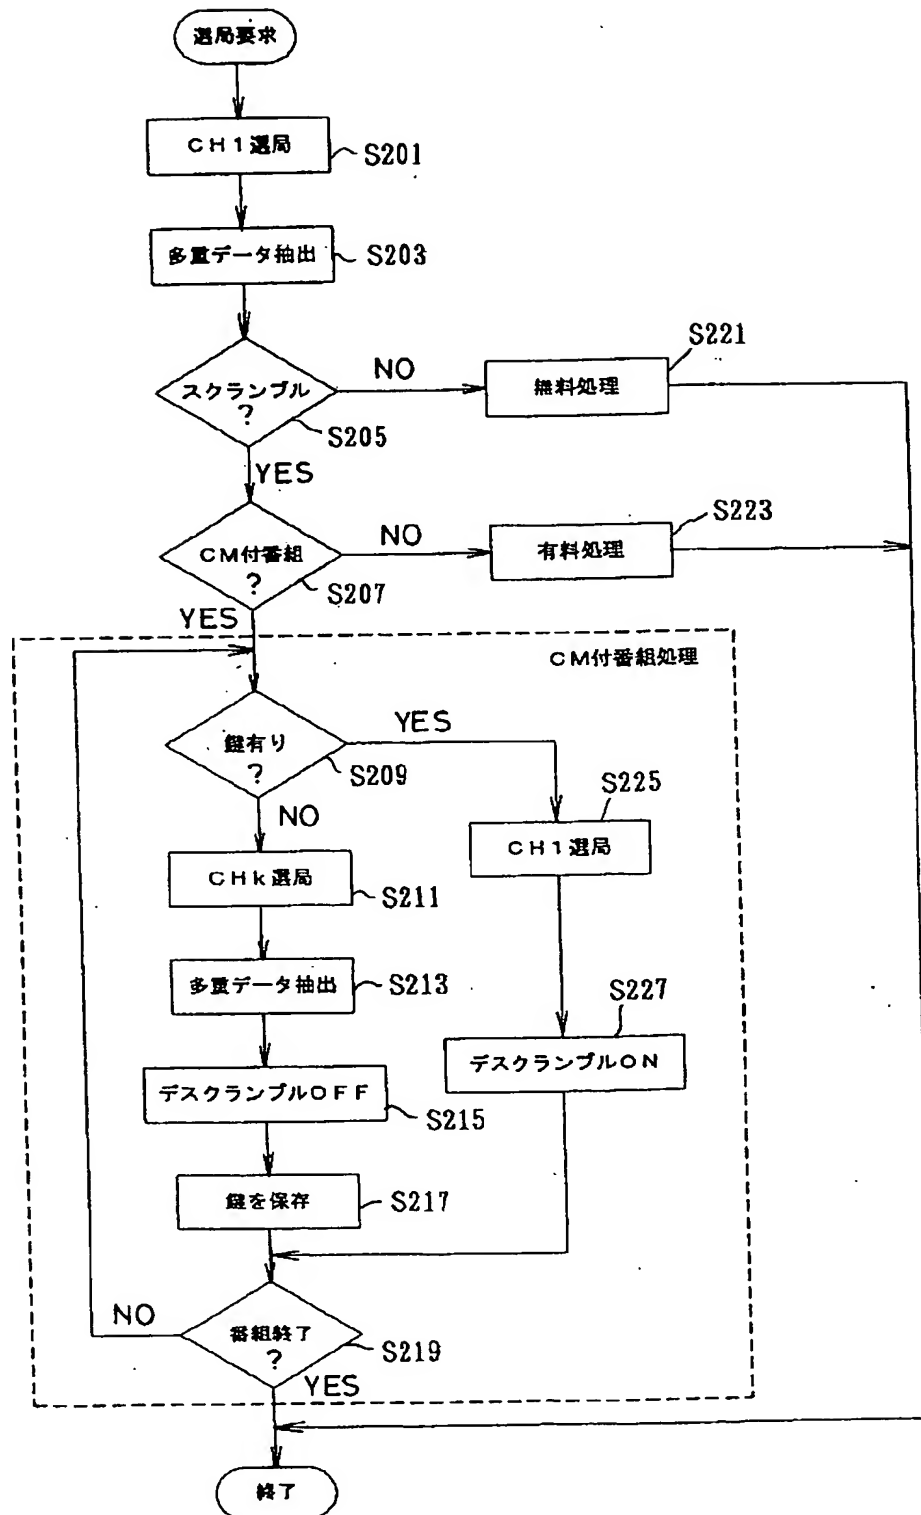 選局要求
CH1選局
S201
多重データ抽出
S203
スクランブル
?
S205
NO
S221
無料処理
YES
CM付番組
?
S207
NO
S223
有料処理
YES
CM付番組処理
鍵有り
?
S209
YES
S225
CH1選局
NO
CHk選局
S211
多重データ抽出
S213
S227
デスクランブルON
デスクランブルOFF
S215
鍵を保存
S217
NO
番組終了
?
S219
YES
終了